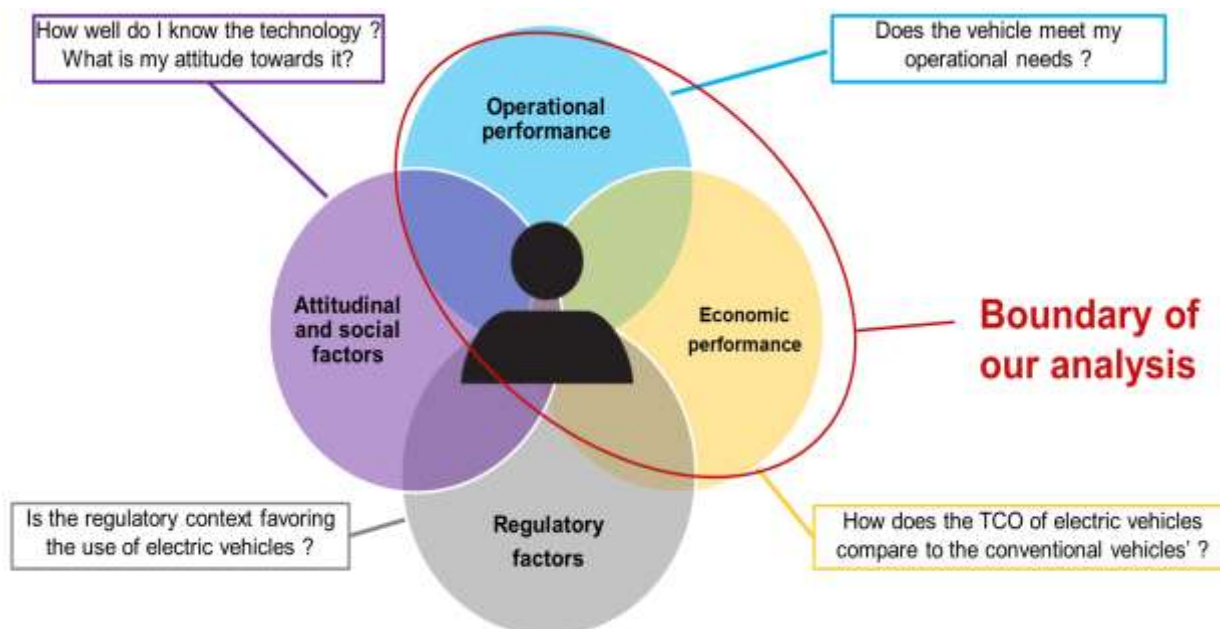 How well do I know the technology ?
What is my attitude towards it?
Does the vehicle meet my
operational needs ?
Operational
performance
Attitudinal
and social
factors
Economic
performance
Boundary of
our analysis
Is the regulatory context favoring
the use of electric vehicles ?
Regulatory
factors
How does the TCO of electric vehicles
compare to the conventional vehicles’ ?